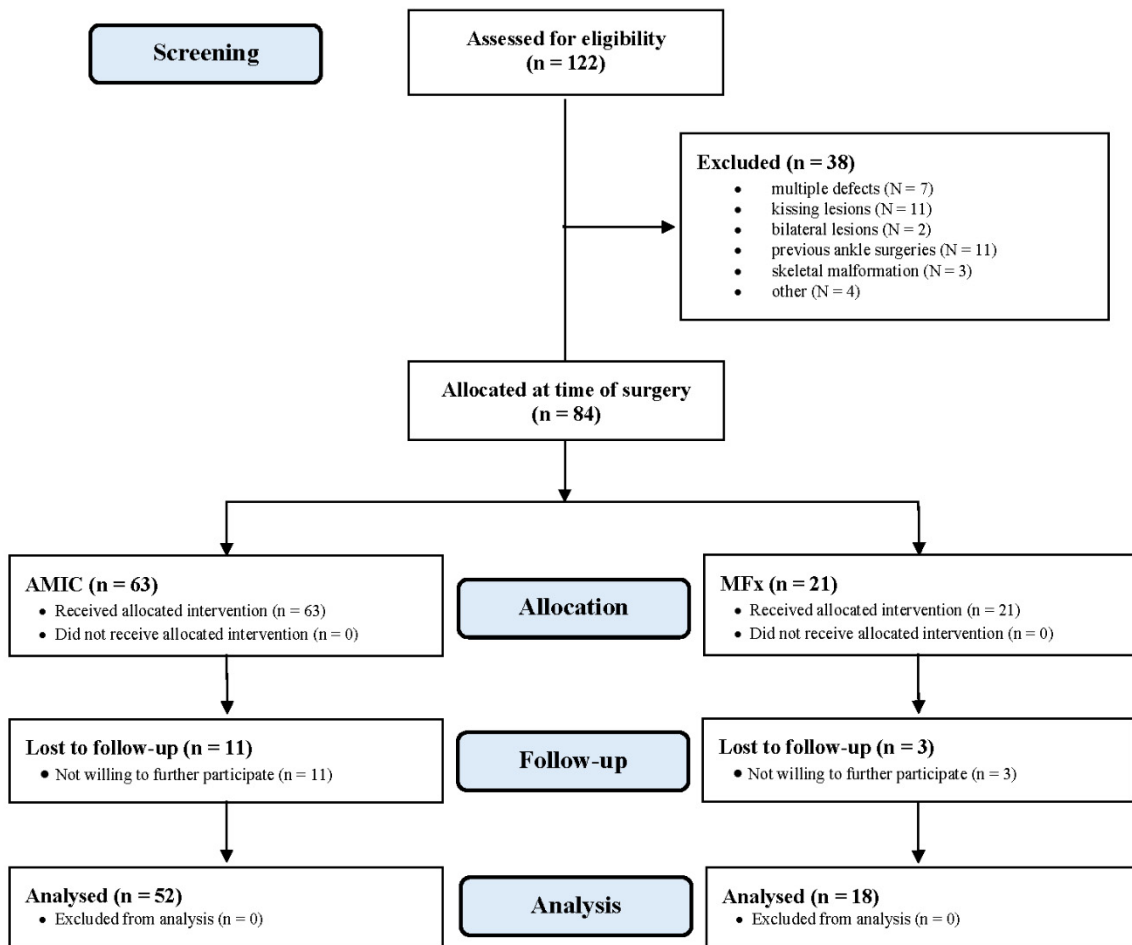 Screening
Assessed for eligibility
(n = 122)
Excluded (n = 38)
• multiple defects (N = 7)
• kissing lesions (N = 11)
• bilateral lesions (N = 2)
• previous ankle surgeries (N = 11)
• skeletal malformation (N = 3)
• other (N = 4)
Allocated at time of surgery
(n = 84)
AMIC (n = 63)
• Received allocated intervention (n = 63)
• Did not receive allocated intervention (n = 0)
Allocation
MFx (n = 21)
• Received allocated intervention (n = 21)
• Did not receive allocated intervention (n = 0)
Lost to follow-up (n = 11)
• Not willing to further participate (n = 11)
Follow-up
Lost to follow-up (n = 3)
• Not willing to further participate (n = 3)
Analysed (n = 52)
• Excluded from analysis (n = 0)
Analysis
Analysed (n = 18)
• Excluded from analysis (n = 0)